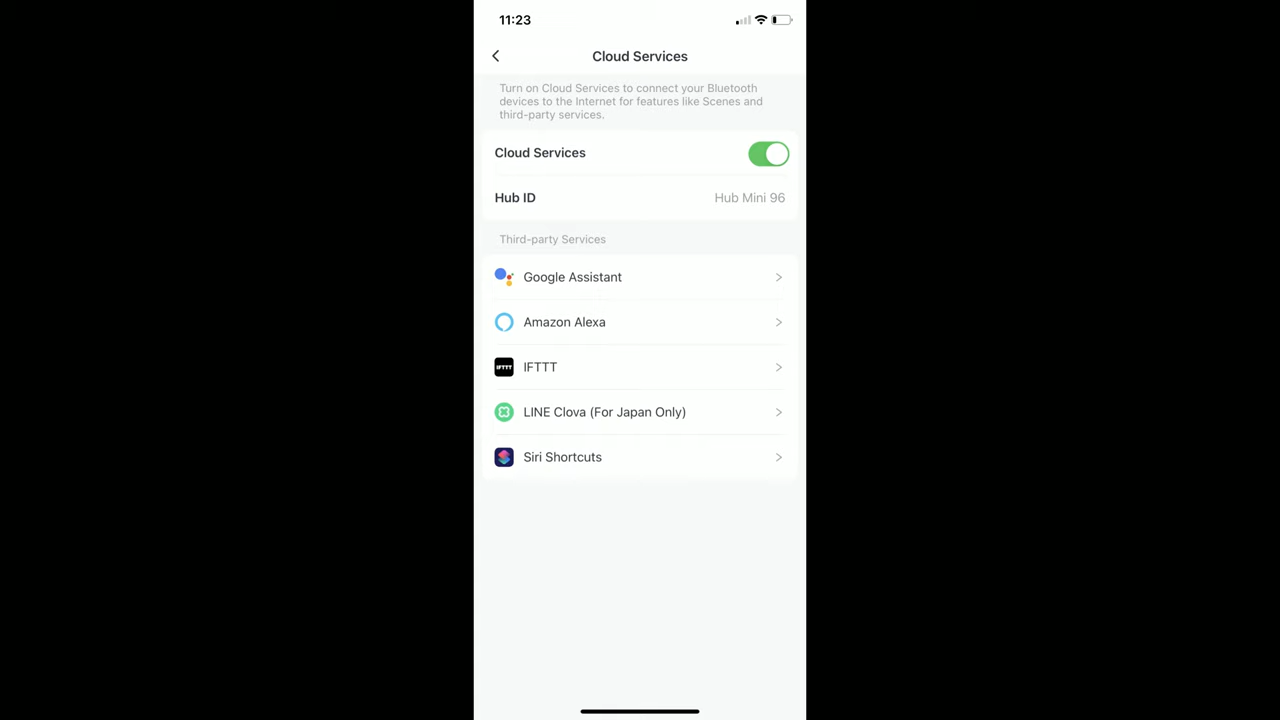 11:23
Cloud Services
Turn on Cloud Services to connect your Bluetooth
devices to the Internet for features like Scenes and
third-party services.
Cloud Services
Hub ID Hub Mini 96
Third-party Services
Google Assistant
Amazon Alexa
IFTTT IFTTT
LINE Clova (For Japan Only)
Siri Shortcuts